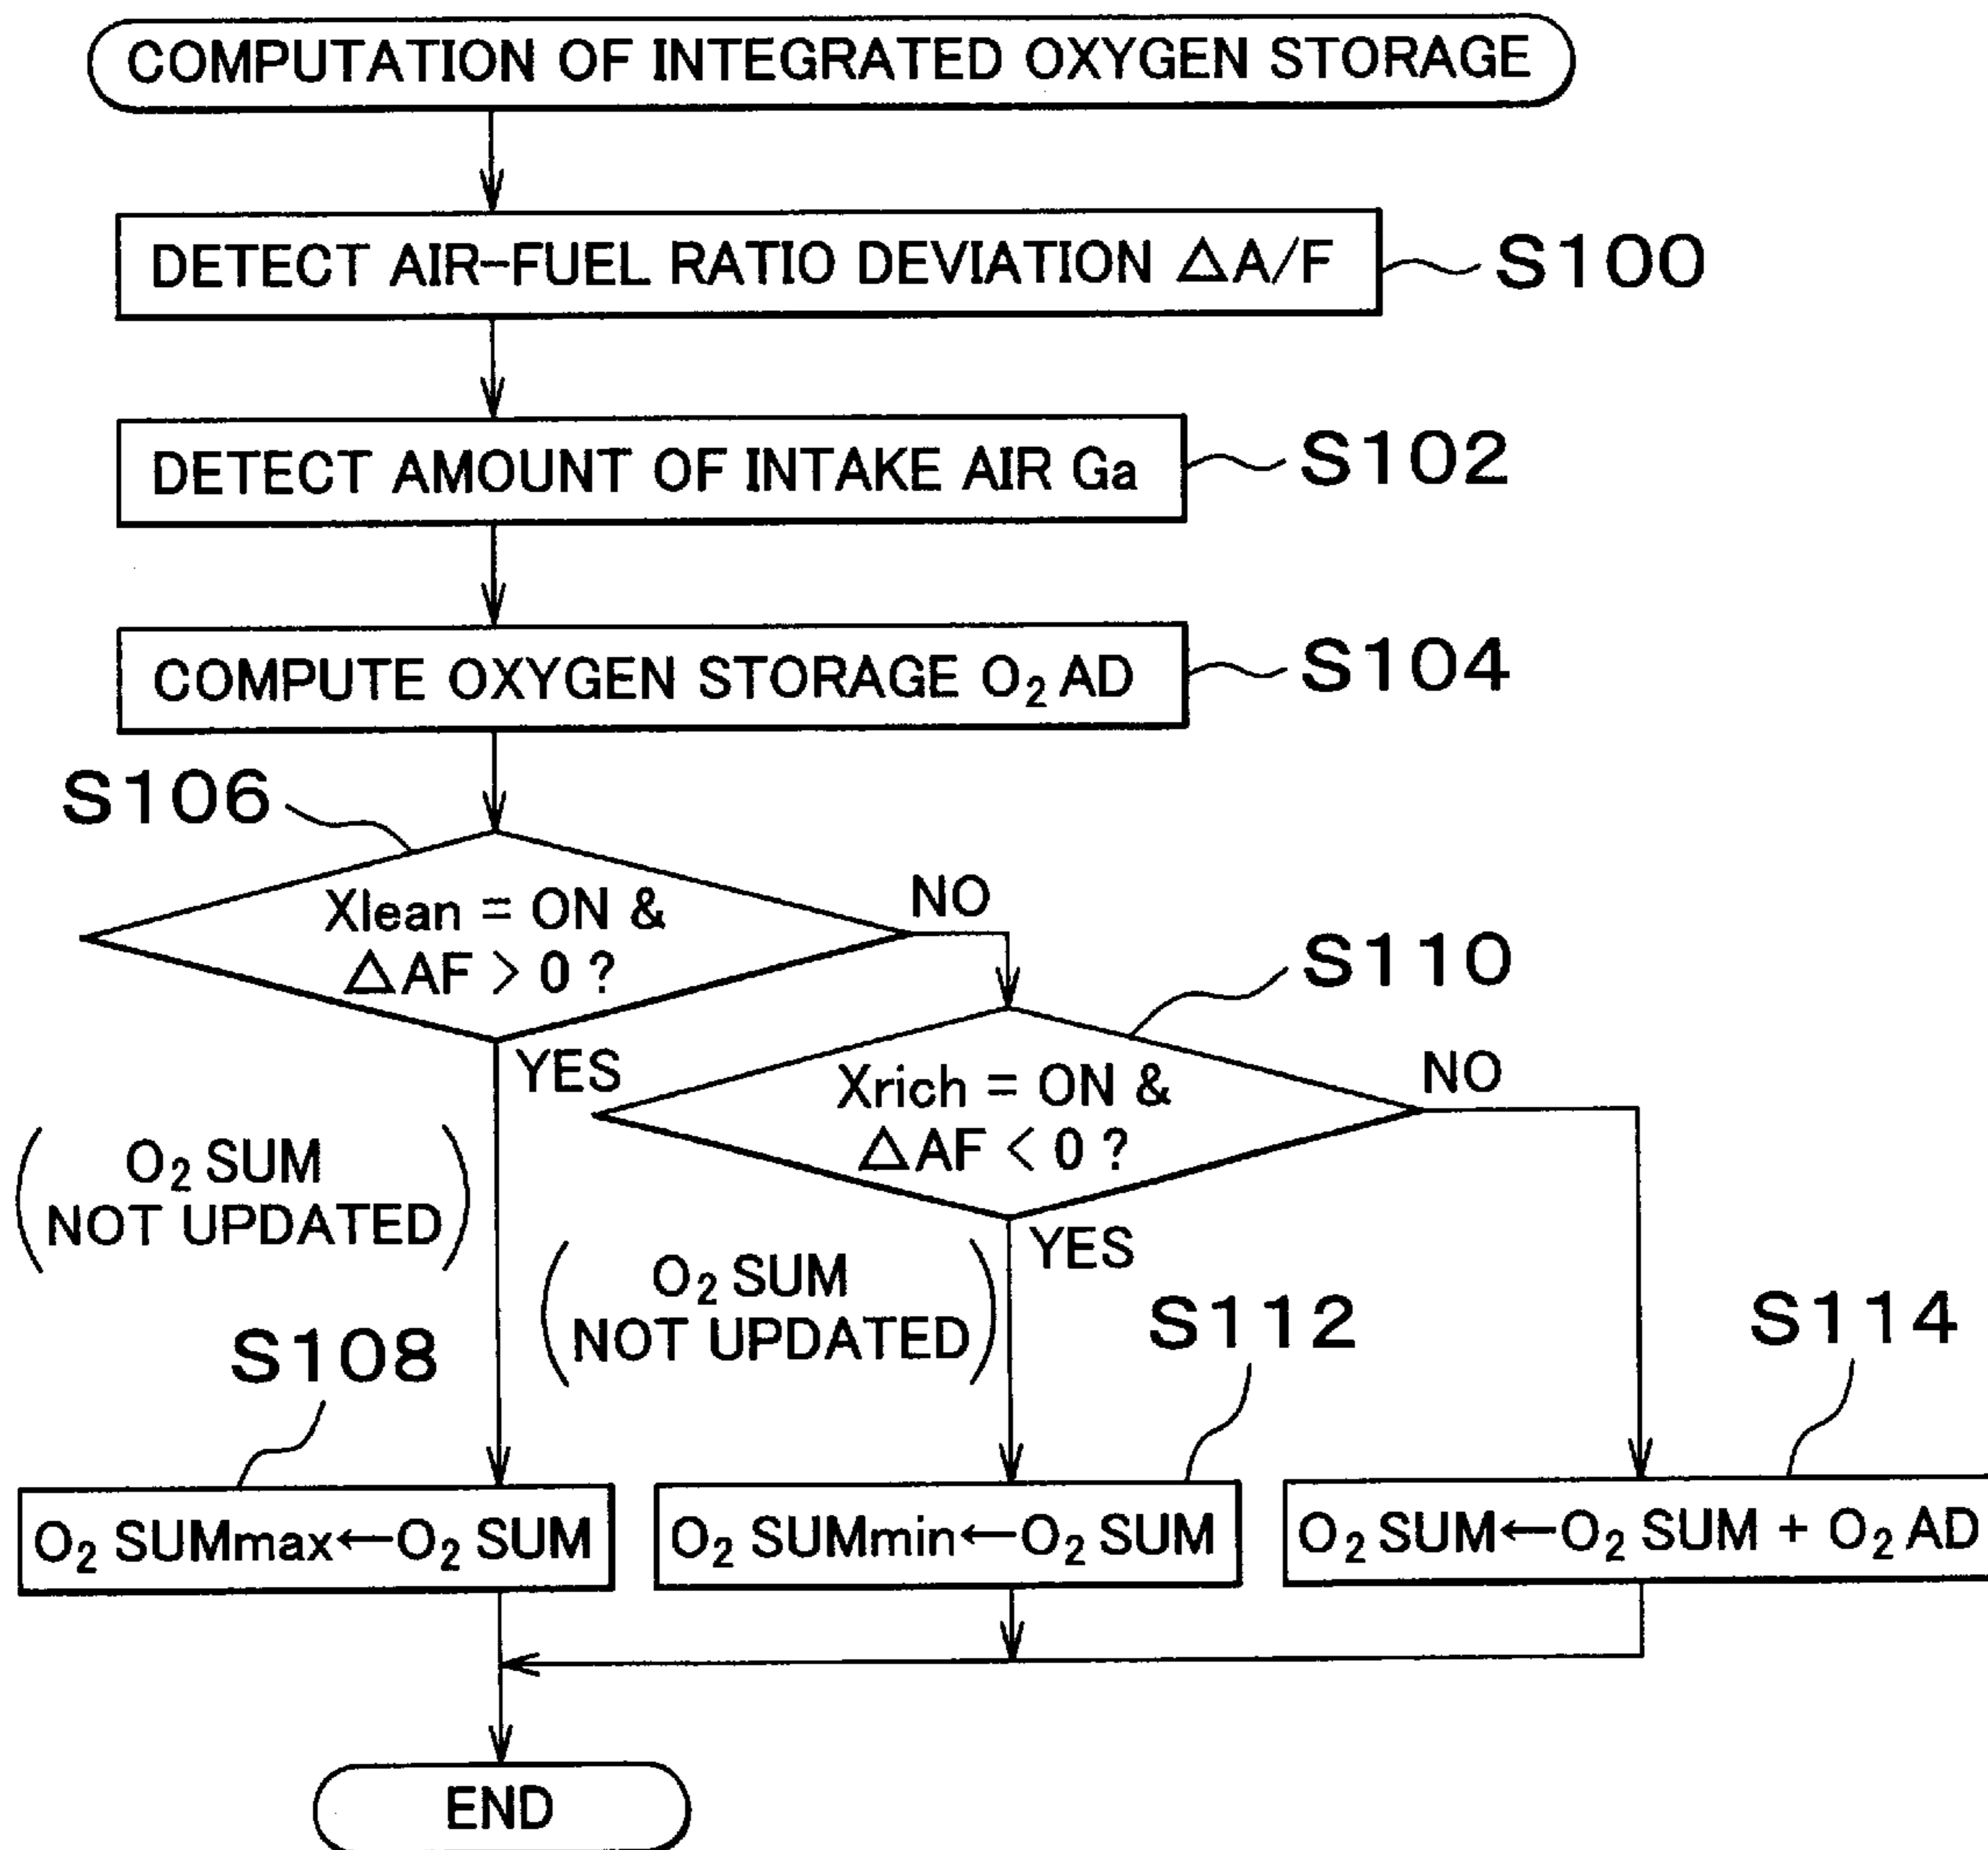 COMPUTATION OF INTEGRATED OXYGEN STORAGE
DETECT AIR-FUEL RATIO DEVIATION △A/F
S100
DETECT AMOUNT OF INTAKE AIR Ga
S102
COMPUTE OXYGEN STORAGE O₂ AD
S104
S106
Xlean = ON &
△AF > 0 ?
NO
YES
S110
Xrich = ON &
△AF < 0 ?
NO
YES
(O₂ SUM
NOT UPDATED)
(O₂ SUM
NOT UPDATED)
S108
S112
S114
O₂ SUMmax←O₂ SUM
O₂ SUMmin←O₂ SUM
O₂ SUM←O₂ SUM + O₂ AD
END